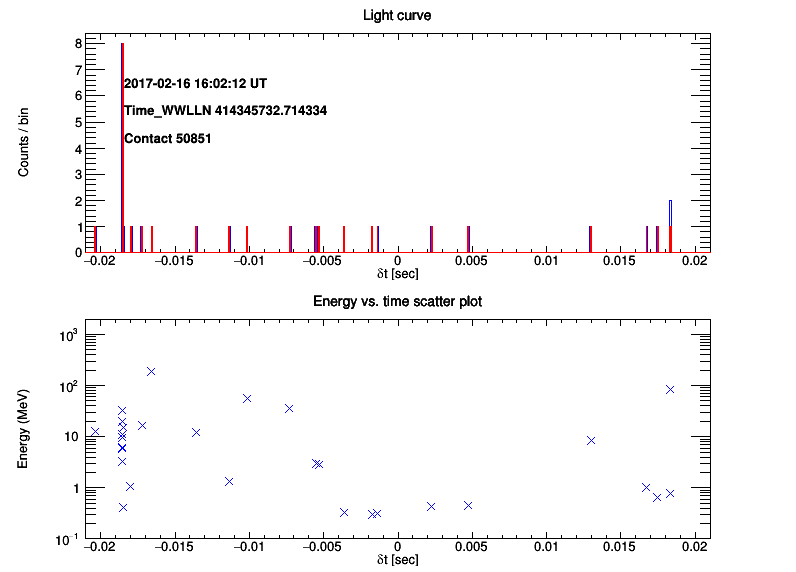 Light curve
Counts / bin
8
7
6
5
4
3
2
1
0
2017-02-16 16:02:12 UT
Time_WWLLN 414345732.714334
Contact 50851
−0.02 −0.015 −0.01 −0.005 0 0.005 0.01 0.015 0.02
δt [sec]
Energy vs. time scatter plot
Energy (MeV)
10³
10²
10
1
10⁻¹
−0.02 −0.015 −0.01 −0.005 0 0.005 0.01 0.015 0.02
δt [sec]